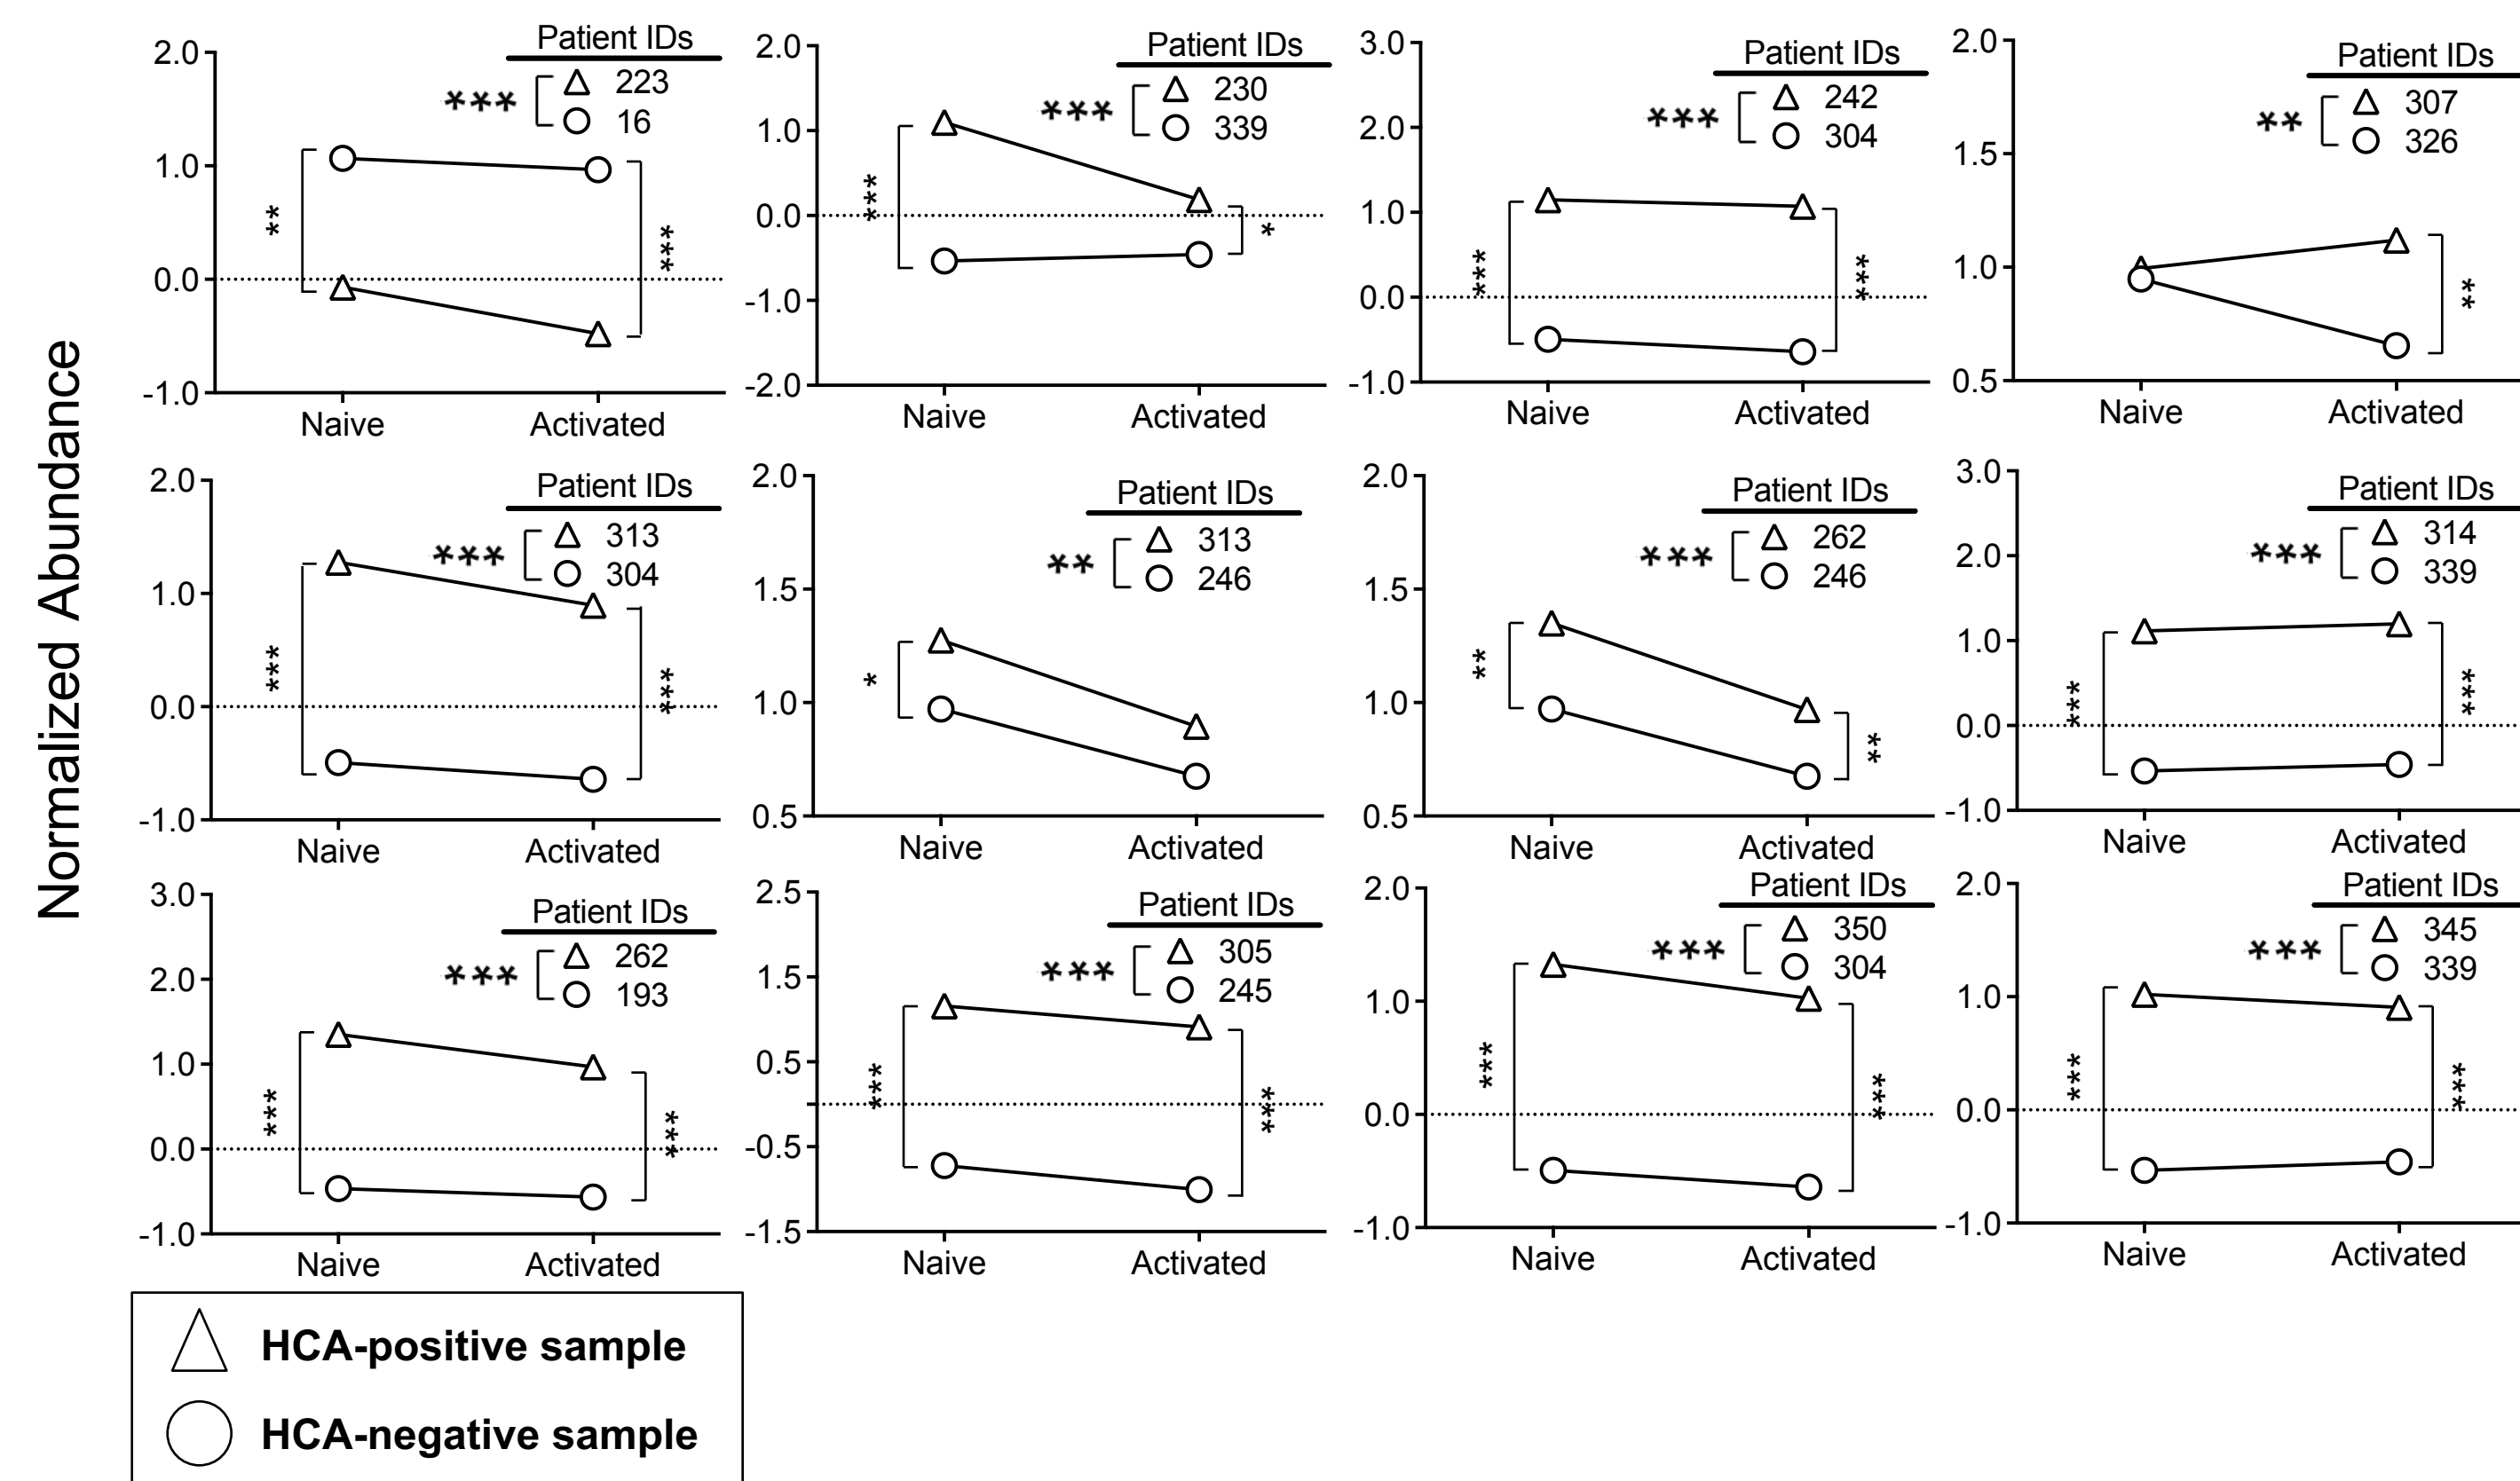 Normalized Abundance
2.0
1.0
0.0
-1.0
Patient IDs
*** △ 223
○ 16
**
***
Naive Activated
2.0
1.0
0.0
-1.0
-2.0
Patient IDs
*** △ 230
○ 339
***
*
Naive Activated
3.0
2.0
1.0
0.0
-1.0
Patient IDs
*** △ 242
○ 304
***
***
Naive Activated
2.0
1.5
1.0
0.5
Patient IDs
** △ 307
○ 326
**
Naive Activated
2.0
1.0
0.0
-1.0
Patient IDs
*** △ 313
○ 304
***
***
Naive Activated
2.0
1.5
1.0
0.5
Patient IDs
** △ 313
○ 246
*
Naive Activated
2.0
1.5
1.0
0.5
Patient IDs
*** △ 262
○ 246
**
**
Naive Activated
3.0
2.0
1.0
0.0
-1.0
Patient IDs
*** △ 314
○ 339
***
***
Naive Activated
3.0
2.0
1.0
0.0
-1.0
Patient IDs
*** △ 262
○ 193
***
***
Naive Activated
2.5
1.5
0.5
-0.5
-1.5
Patient IDs
*** △ 305
○ 245
***
***
Naive Activated
2.0
1.0
0.0
-1.0
Patient IDs
*** △ 350
○ 304
***
***
Naive Activated
2.0
1.0
0.0
-1.0
Patient IDs
*** △ 345
○ 339
***
***
Naive Activated
△ HCA-positive sample
○ HCA-negative sample